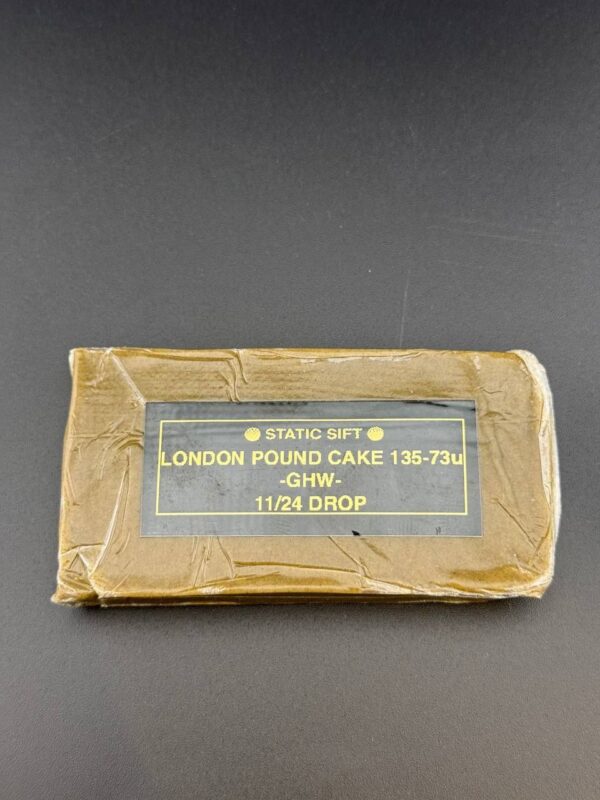 STATIC SIFT
LONDON POUND CAKE 135-73u
-GHW-
11/24 DROP